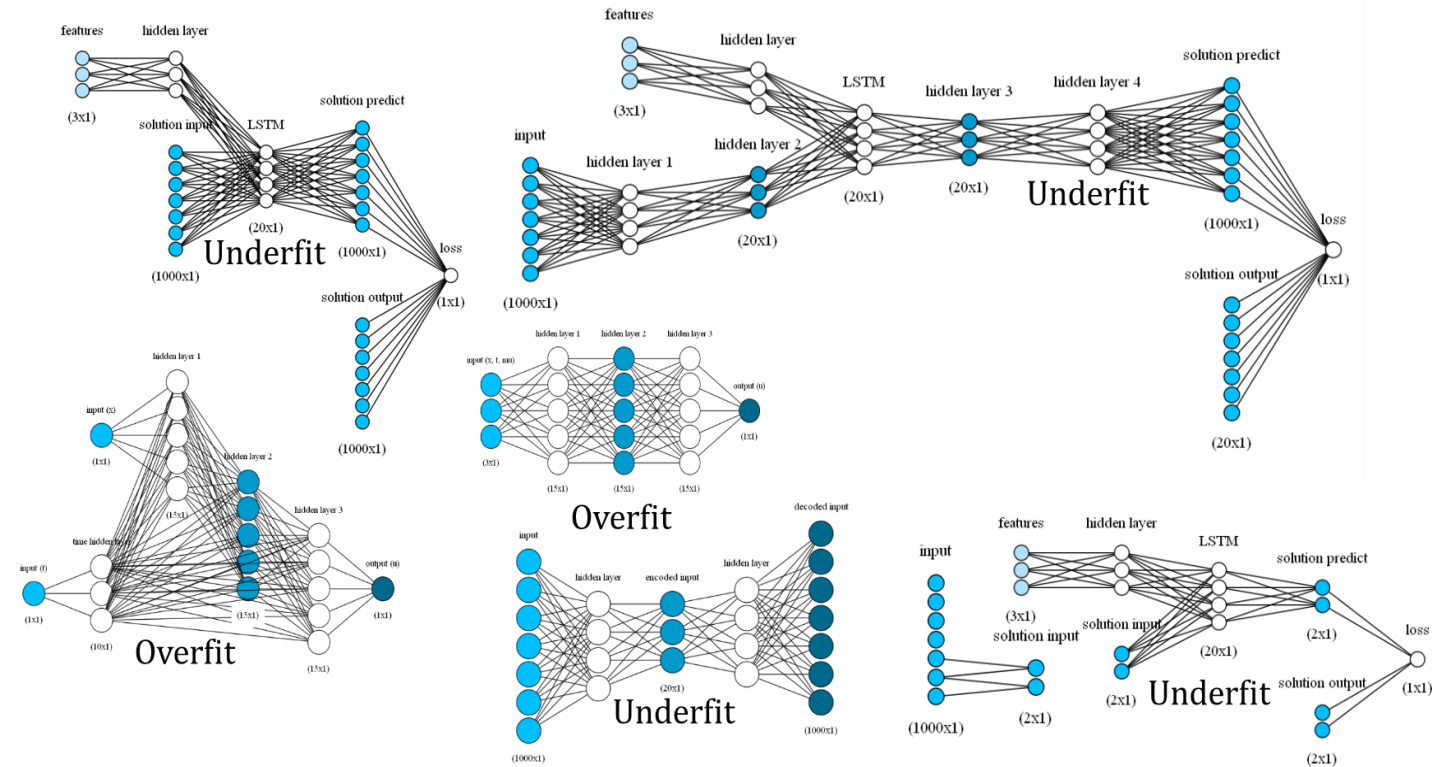 features
hidden layer
(3x1)
solution input
LSTM
solution predict
(20x1)
Underfit
(1000x1)
(1000x1)
loss
(1x1)
solution output
(1000x1)
features
hidden layer
(3x1)
input
hidden layer 1
hidden layer 2
LSTM
hidden layer 3
hidden layer 4
solution predict
(1000x1)
(20x1)
(20x1)
(20x1)
Underfit
(1000x1)
loss
(1x1)
solution output
(20x1)
hidden layer 1
input (x)
(1x1)
(15x1)
hidden layer 2
time hidden layer
hidden layer 3
input (t)
(1x1)
(10x1)
(15x1)
output (u)
(1x1)
(15x1)
Overfit
hidden layer 1
hidden layer 2
hidden layer 3
input (x, t, mu)
output (u)
(3x1)
(1x1)
(15x1)
(15x1)
(15x1)
Overfit
input
hidden layer
encoded input
hidden layer
decoded input
(20x1)
Underfit
(1000x1)
(1000x1)
input
features
hidden layer
LSTM
solution predict
(3x1)
solution input
solution input
(1000x1)
(2x1)
(2x1)
(20x1)
(2x1)
Underfit
loss
(1x1)
solution output
(2x1)